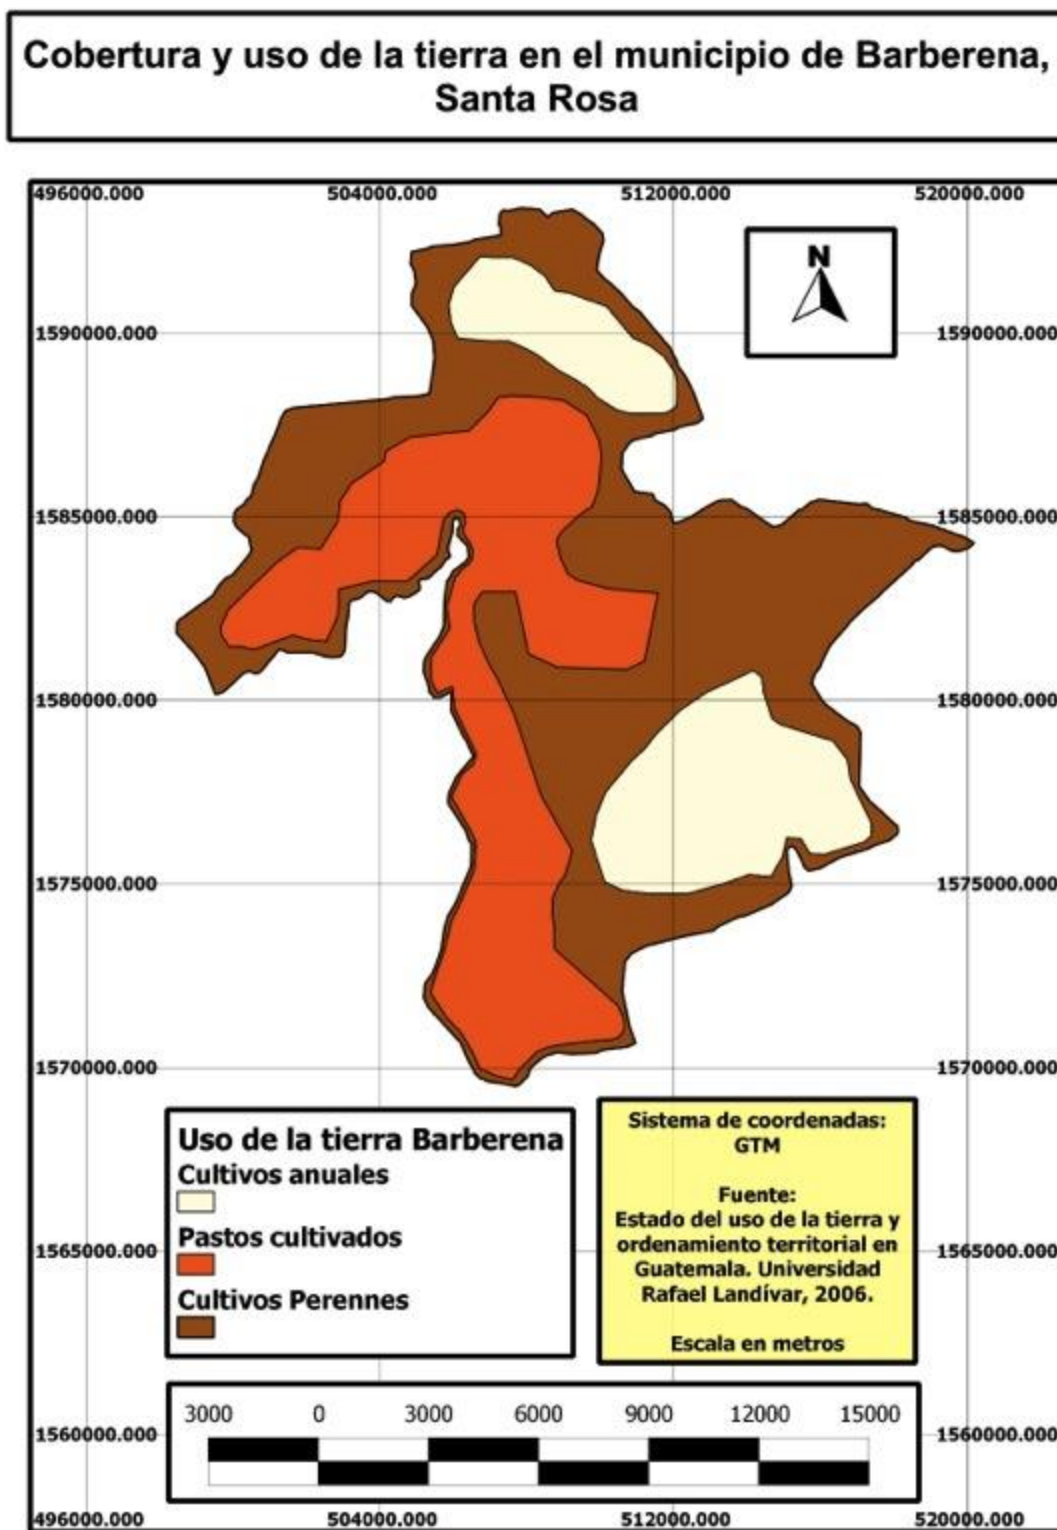 Cobertura y uso de la tierra en el municipio de Barberena,
Santa Rosa
496000.000 504000.000 512000.000 520000.000
N
1590000.000 1590000.000
1585000.000 1585000.000
1580000.000 1580000.000
1575000.000 1575000.000
1570000.000 1570000.000
Uso de la tierra Barberena
Cultivos anuales
Pastos cultivados
Cultivos Perennes
Sistema de coordenadas:
GTM
Fuente:
Estado del uso de la tierra y
ordenamiento territorial en
Guatemala. Universidad
Rafael Landívar, 2006.
Escala en metros
1565000.000 1565000.000
3000 0 3000 6000 9000 12000 15000
1560000.000 1560000.000
496000.000 504000.000 512000.000 520000.000